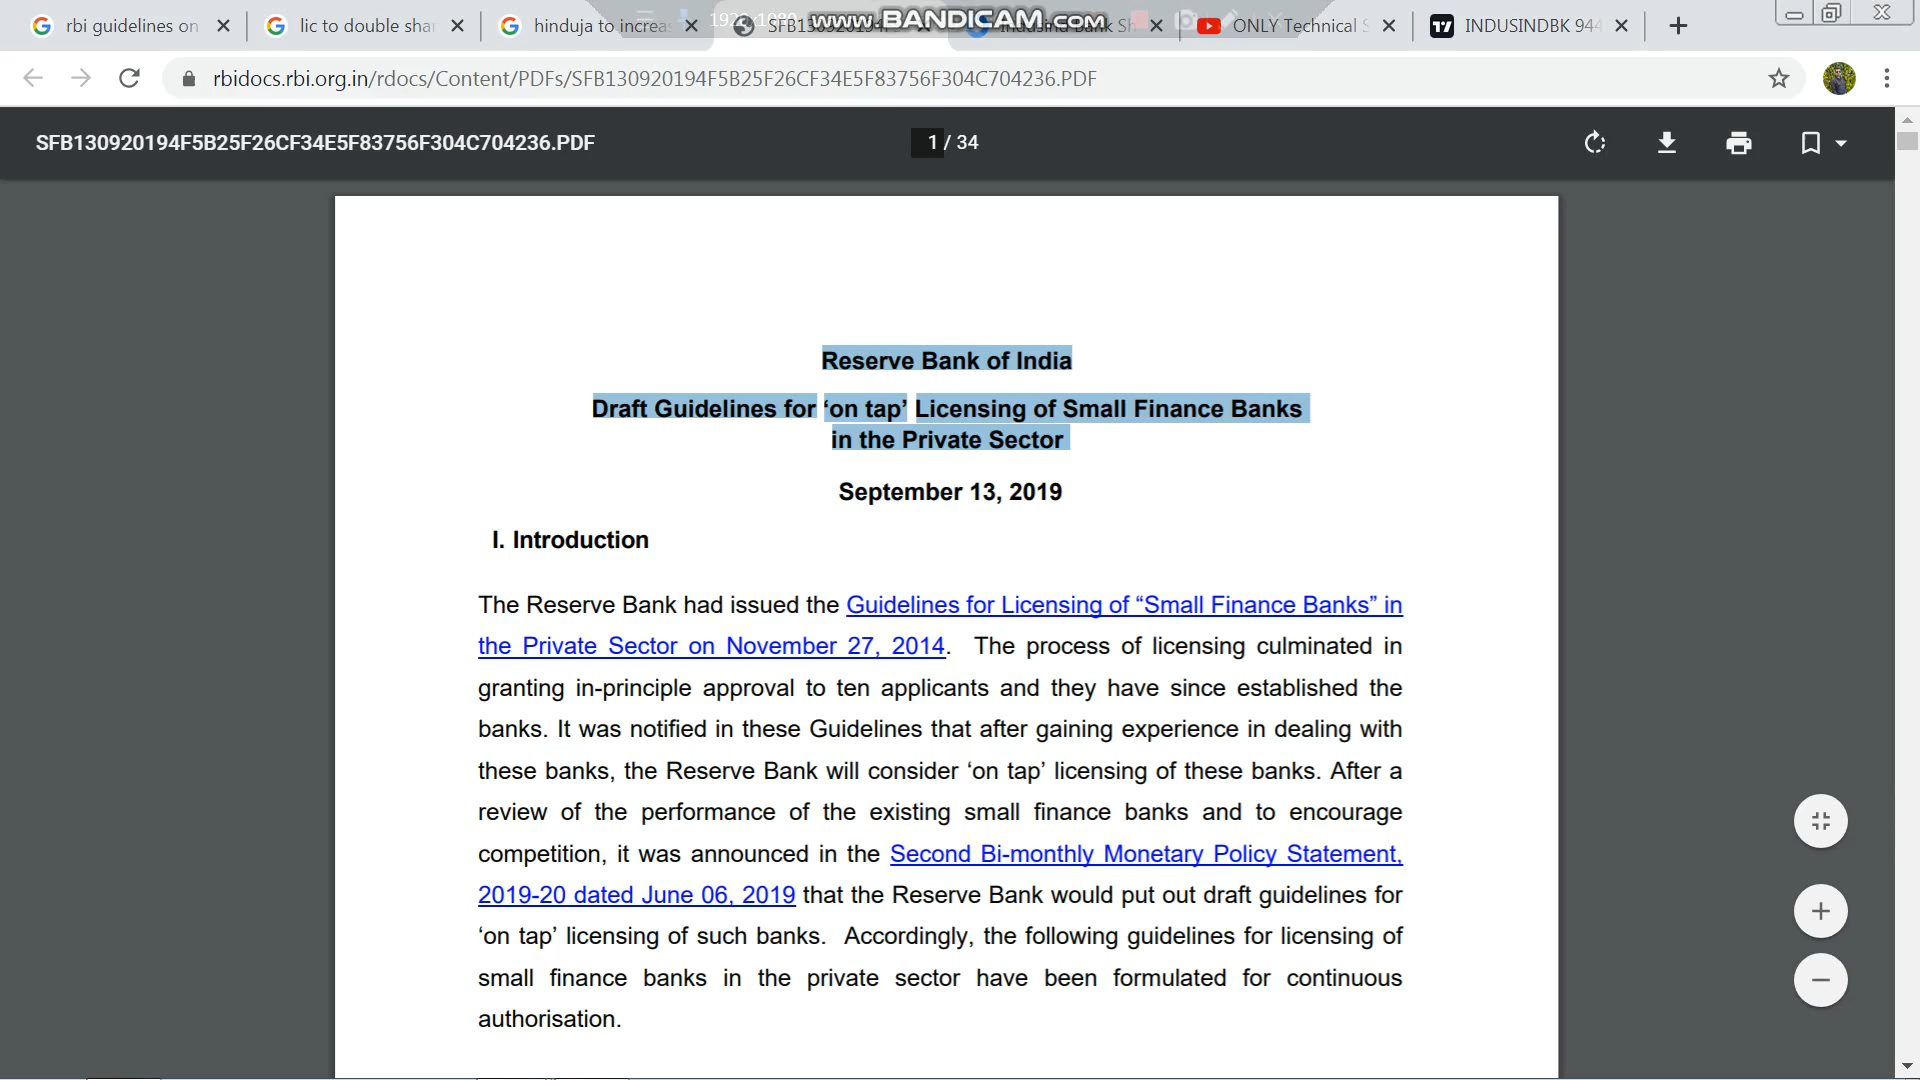 rbi guidelines on
lic to double shar
hinduja to increas
1920x1080
www.BANDICAM.com
ONLY Technical S
INDUSINDBK 944
rbidocs.rbi.org.in/rdocs/Content/PDFs/SFB130920194F5B25F26CF34E5F83756F304C704236.PDF
SFB130920194F5B25F26CF34E5F83756F304C704236.PDF
1 / 34
Reserve Bank of India
Draft Guidelines for ‘on tap’ Licensing of Small Finance Banks
in the Private Sector
September 13, 2019
I. Introduction
The Reserve Bank had issued the Guidelines for Licensing of “Small Finance Banks” in
the Private Sector on November 27, 2014. The process of licensing culminated in
granting in-principle approval to ten applicants and they have since established the
banks. It was notified in these Guidelines that after gaining experience in dealing with
these banks, the Reserve Bank will consider ‘on tap’ licensing of these banks. After a
review of the performance of the existing small finance banks and to encourage
competition, it was announced in the Second Bi-monthly Monetary Policy Statement,
2019-20 dated June 06, 2019 that the Reserve Bank would put out draft guidelines for
‘on tap’ licensing of such banks. Accordingly, the following guidelines for licensing of
small finance banks in the private sector have been formulated for continuous
authorisation.